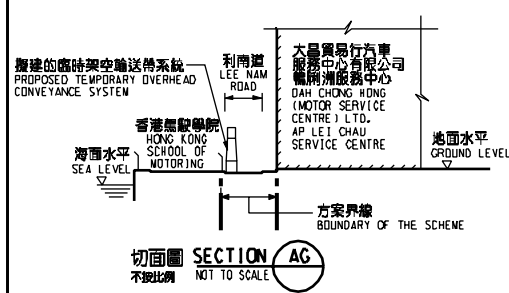 擬建的臨時架空輸送帶系統
PROPOSED TEMPORARY OVERHEAD
CONVEYANCE SYSTEM
利南道
LEE NAM
ROAD
大昌貿易行汽車
服務中心有限公司
鴨脷洲服務中心
DAH CHONG HONG
(MOTOR SERVICE
CENTRE) LTD.
AP LEI CHAU
SERVICE CENTRE
香港駕駛學院
HONG KONG
SCHOOL OF
MOTORING
海面水平
SEA LEVEL
地面水平
GROUND LEVEL
方案界線
BOUNDARY OF THE SCHEME
切面圖 SECTION AG
不按比例 NOT TO SCALE